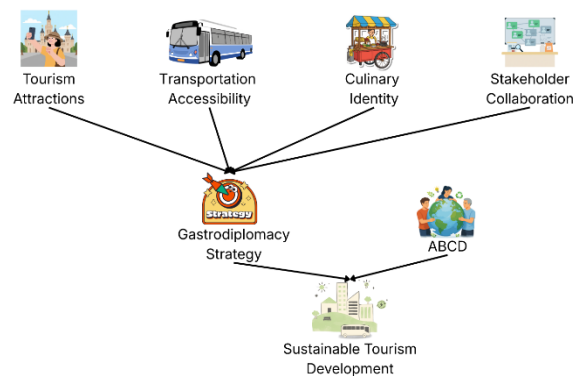 Tourism
Attractions
Transportation
Accessibility
Culinary
Identity
Stakeholder
Collaboration
Strategy
Gastrodiplomacy
Strategy
ABCD
Sustainable Tourism
Development